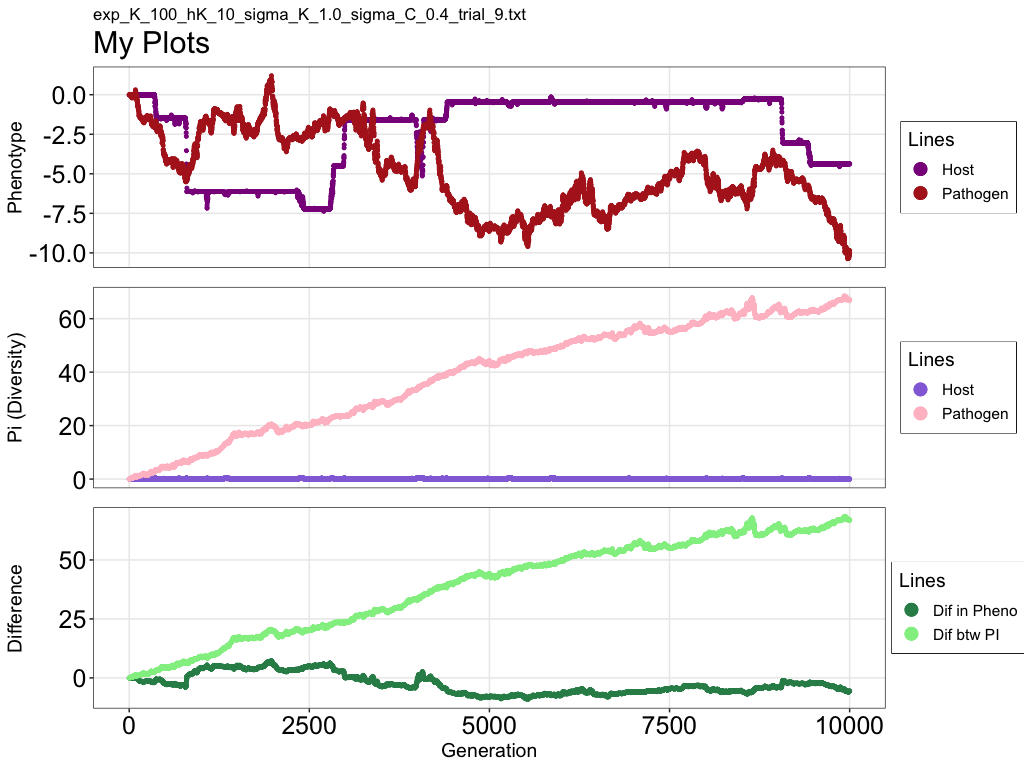 exp_K_100_hK_10_sigma_K_1.0_sigma_C_0.4_trial_9.txt
My Plots
Phenotype
0.0
-2.5
-5.0
-7.5
-10.0
Lines
Host
Pathogen
Pi (Diversity)
60
40
20
0
Lines
Host
Pathogen
Difference
50
25
0
Lines
Dif in Pheno
Dif btw PI
0 2500 5000 7500 10000
Generation